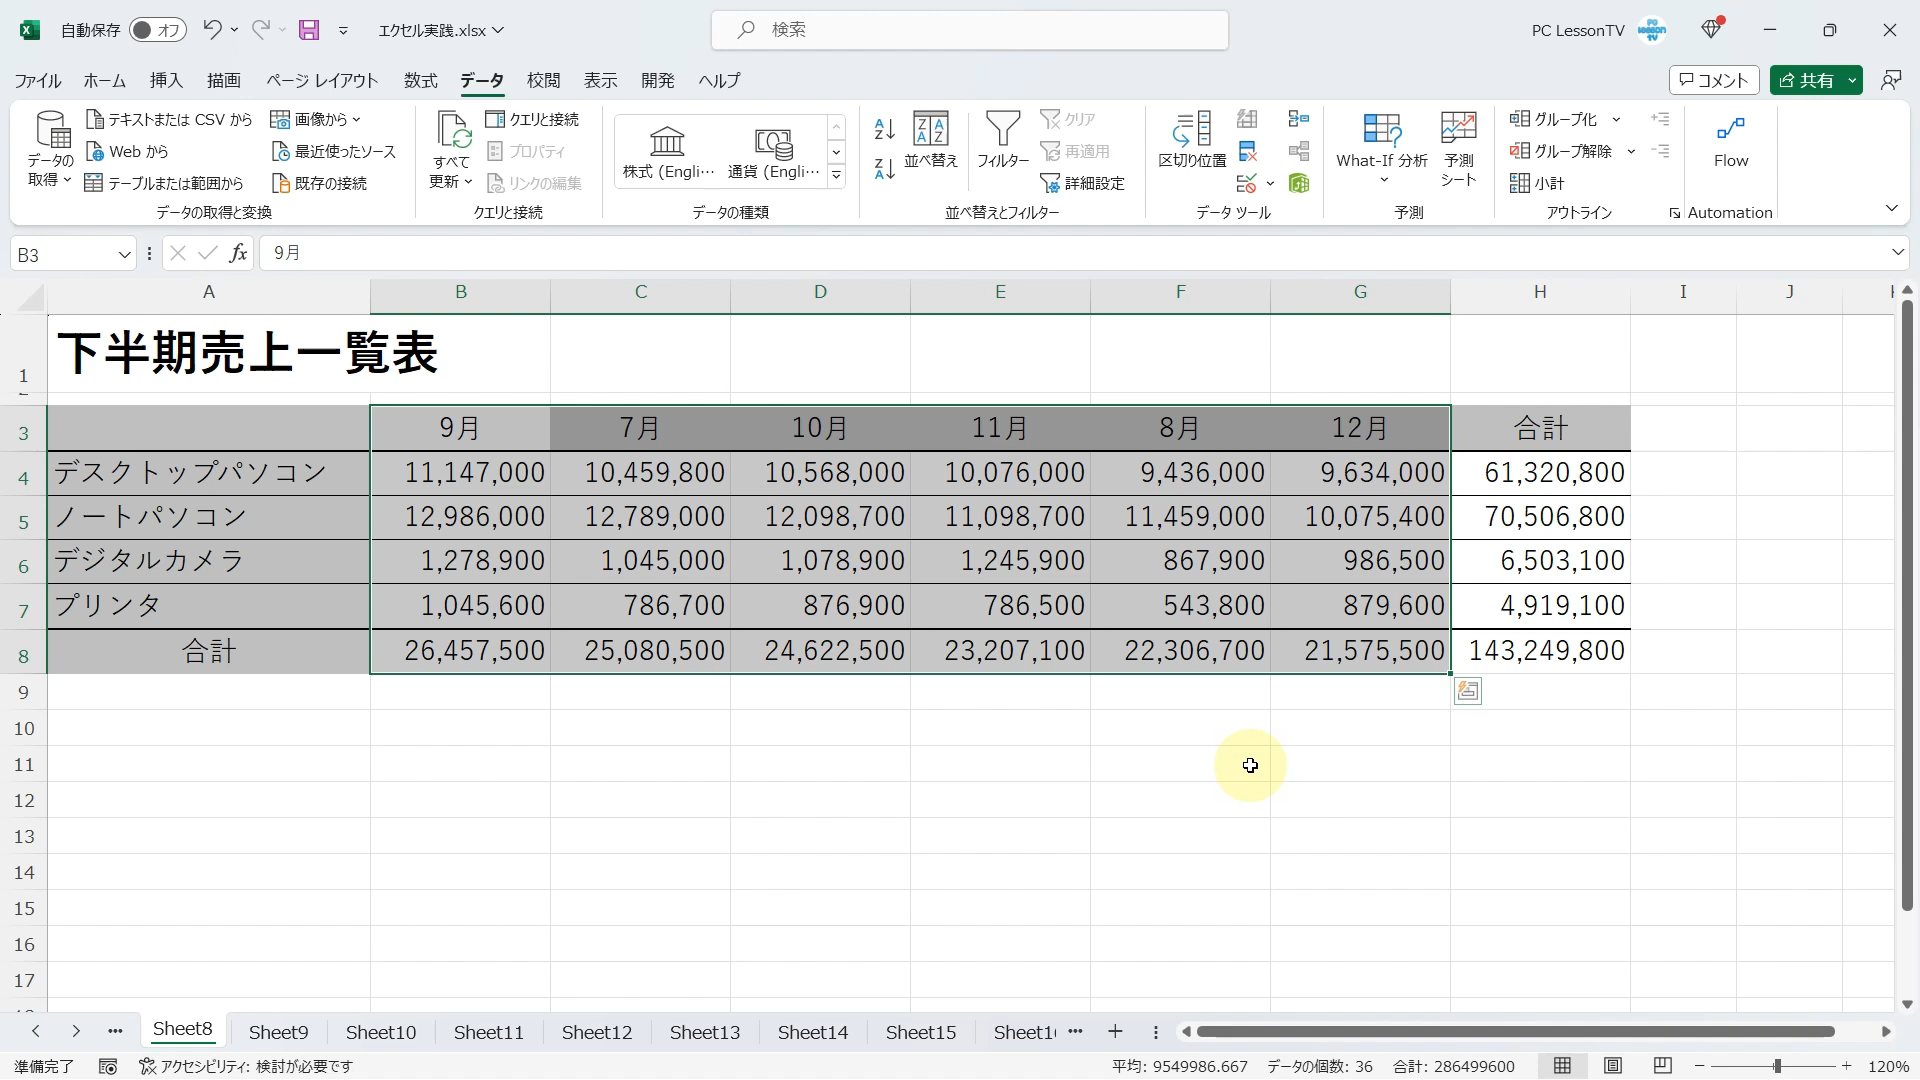 自動保存 オフ エクセル実践.xlsx 検索 PC LessonTV
ファイル ホーム 挿入 描画 ページ レイアウト 数式 データ 校閲 表示 開発 ヘルプ コメント 共有
データの取得 テキストまたは CSV から Web から テーブルまたは範囲から 画像から 最近使ったソース 既存の接続
すべて更新 クエリと接続 プロパティ リンクの編集
株式 (Engli… 通貨 (Engli…
並べ替え フィルター クリア 再適用 詳細設定
区切り位置
What-If 分析 予測シート
グループ化 グループ解除 小計
Flow
データの取得と変換 クエリと接続 データの種類 並べ替えとフィルター データ ツール 予測 アウトライン Automation
B3 fx 9月
A B C D E F G H I J
1 下半期売上一覧表
3 9月 7月 10月 11月 8月 12月 合計
4 デスクトップパソコン 11,147,000 10,459,800 10,568,000 10,076,000 9,436,000 9,634,000 61,320,800
5 ノートパソコン 12,986,000 12,789,000 12,098,700 11,098,700 11,459,000 10,075,400 70,506,800
6 デジタルカメラ 1,278,900 1,045,000 1,078,900 1,245,900 867,900 986,500 6,503,100
7 プリンタ 1,045,600 786,700 876,900 786,500 543,800 879,600 4,919,100
8 合計 26,457,500 25,080,500 24,622,500 23,207,100 22,306,700 21,575,500 143,249,800
9
10
11
12
13
14
15
16
17
Sheet8 Sheet9 Sheet10 Sheet11 Sheet12 Sheet13 Sheet14 Sheet15
準備完了 アクセシビリティ: 検討が必要です 平均: 9549986.667 データの個数: 36 合計: 286499600 120%